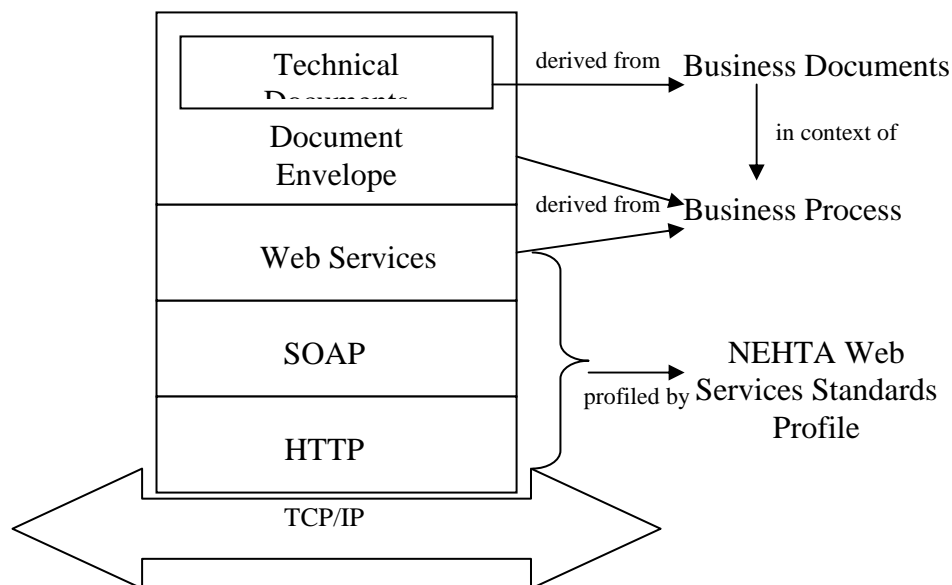 Technical
Documents
Document
Envelope
Web Services
SOAP
HTTP
TCP/IP
derived from
Business Documents
in context of
derived from
Business Process
profiled by
NEHTA Web
Services Standards
Profile